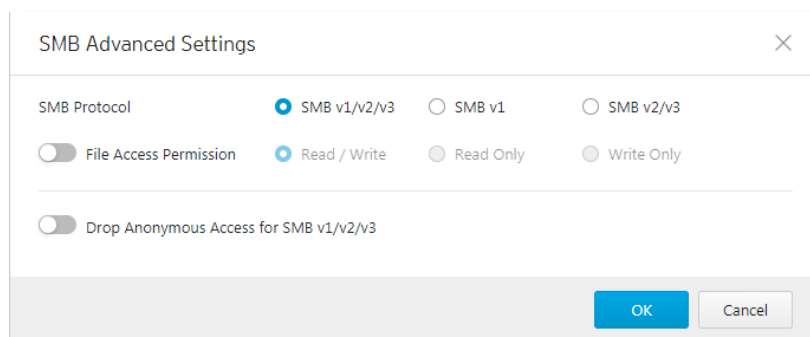 SMB Advanced Settings
SMB Protocol SMB v1/v2/v3 SMB v1 SMB v2/v3
File Access Permission Read / Write Read Only Write Only
Drop Anonymous Access for SMB v1/v2/v3
OK Cancel